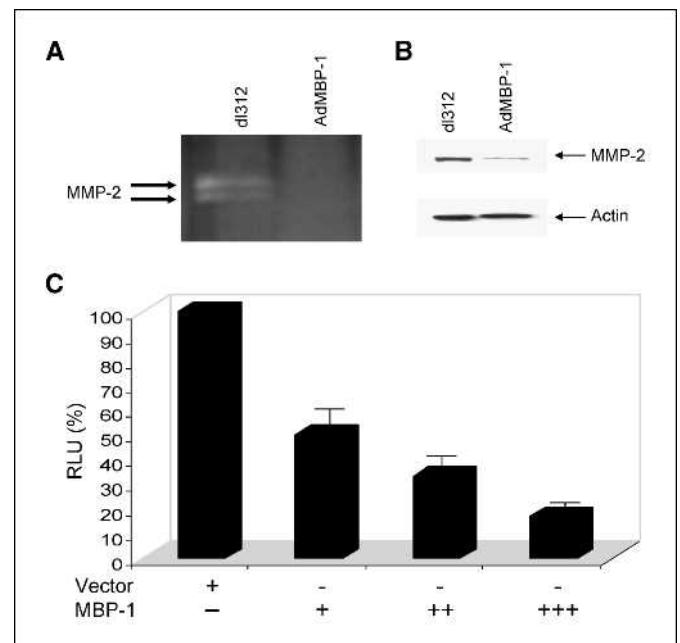 A
dl312
AdMBP-1
MMP-2
B
dl312
AdMBP-1
MMP-2
Actin
C
100
90
80
70
60
50
40
30
20
10
0
RLU (%)
Vector + - - -
MBP-1 – + ++ +++